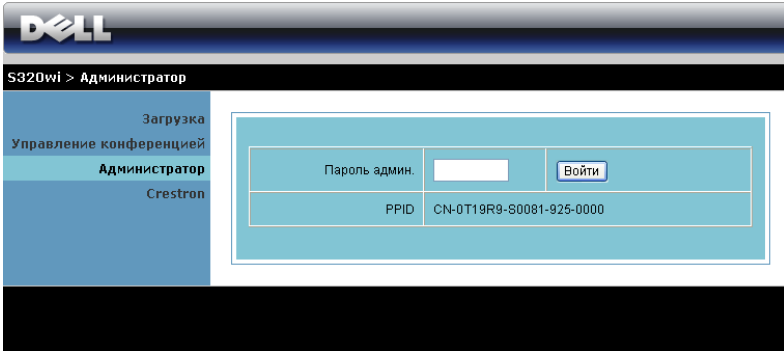 DELL
S320wi > Администратор
Загрузка
Управление конференцией
Администратор
Crestron
Пароль админ. Войти
PPID CN-0T19R9-S0081-925-0000